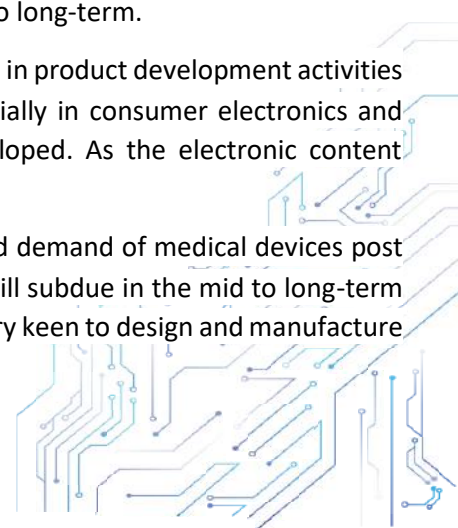 o long-term.
in product development activities
ially in consumer electronics and
loped. As the electronic content
d demand of medical devices post
ill subdue in the mid to long-term
ry keen to design and manufacture